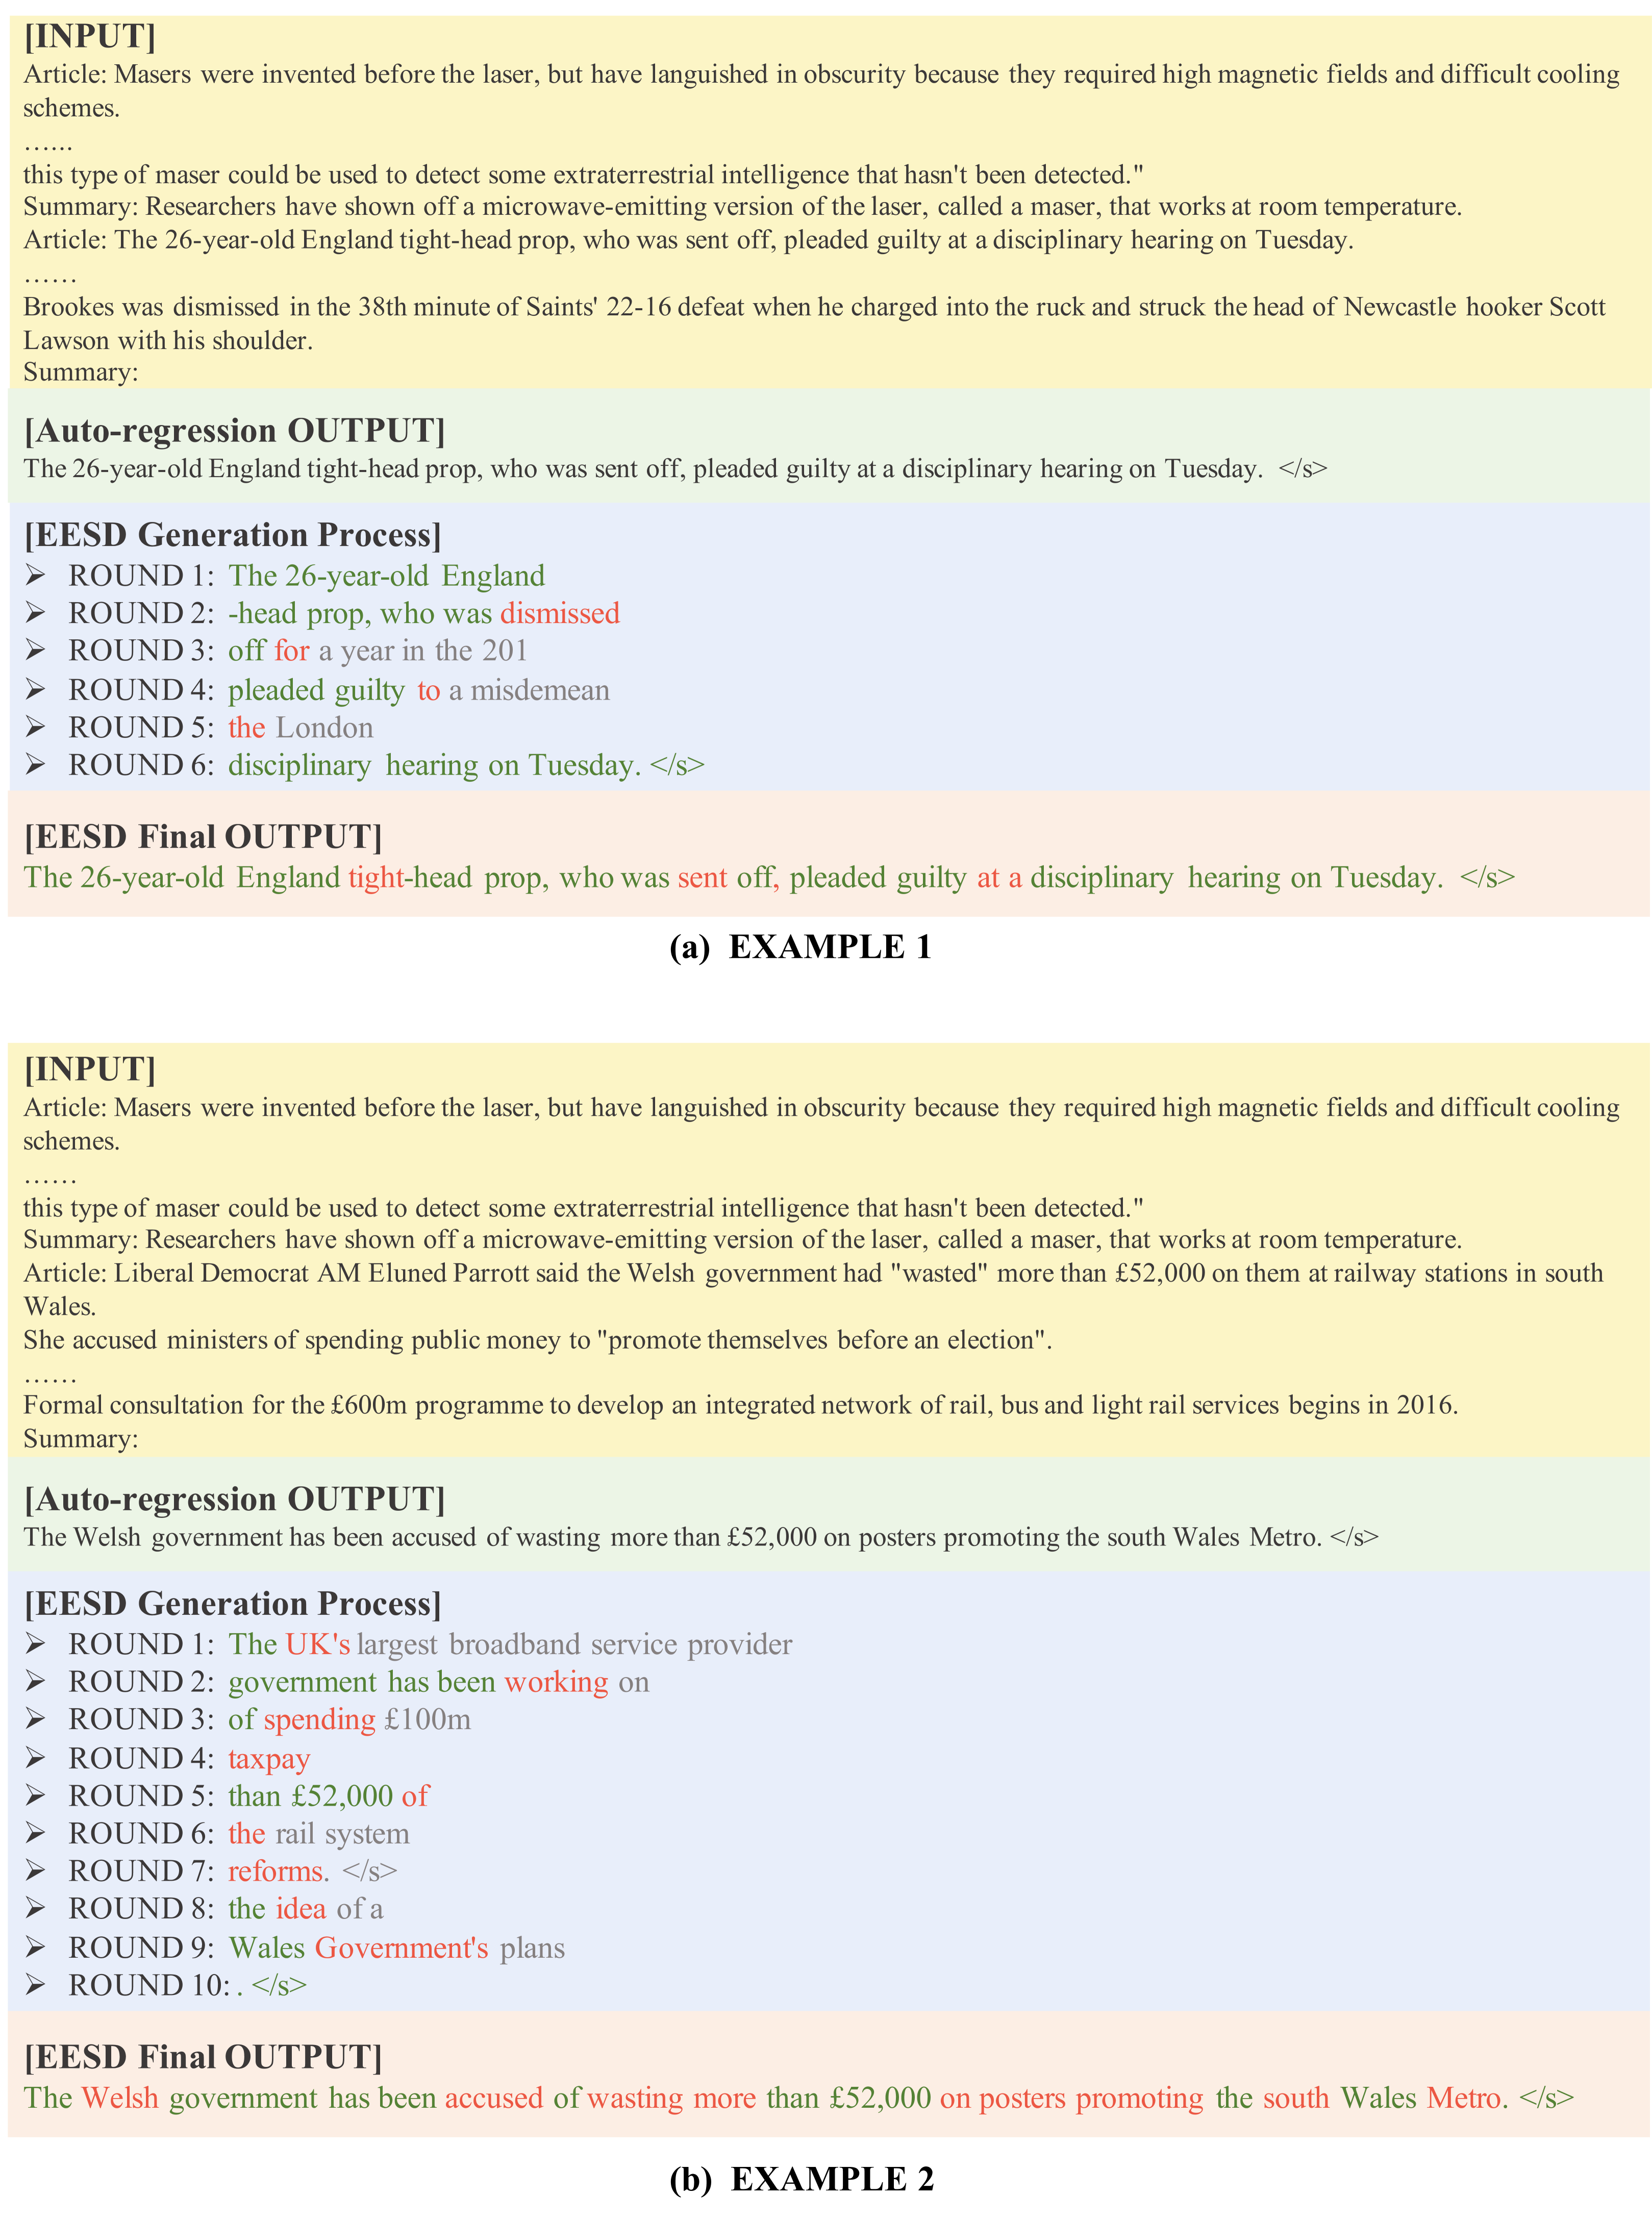 [INPUT]
Article: Masers were invented before the laser, but have languished in obscurity because they required high magnetic fields and difficult cooling
schemes.
…...
this type of maser could be used to detect some extraterrestrial intelligence that hasn't been detected."
Summary: Researchers have shown off a microwave-emitting version of the laser, called a maser, that works at room temperature.
Article: The 26-year-old England tight-head prop, who was sent off, pleaded guilty at a disciplinary hearing on Tuesday.
……
Brookes was dismissed in the 38th minute of Saints' 22-16 defeat when he charged into the ruck and struck the head of Newcastle hooker Scott
Lawson with his shoulder.
Summary:
[Auto-regression OUTPUT]
The 26-year-old England tight-head prop, who was sent off, pleaded guilty at a disciplinary hearing on Tuesday. </s>
[EESD Generation Process]
➢ ROUND 1: The 26-year-old England
➢ ROUND 2: -head prop, who was dismissed
➢ ROUND 3: off for a year in the 201
➢ ROUND 4: pleaded guilty to a misdemean
➢ ROUND 5: the London
➢ ROUND 6: disciplinary hearing on Tuesday. </s>
[EESD Final OUTPUT]
The 26-year-old England tight-head prop, who was sent off, pleaded guilty at a disciplinary hearing on Tuesday. </s>
(a) EXAMPLE 1
[INPUT]
Article: Masers were invented before the laser, but have languished in obscurity because they required high magnetic fields and difficult cooling
schemes.
……
this type of maser could be used to detect some extraterrestrial intelligence that hasn't been detected."
Summary: Researchers have shown off a microwave-emitting version of the laser, called a maser, that works at room temperature.
Article: Liberal Democrat AM Eluned Parrott said the Welsh government had "wasted" more than £52,000 on them at railway stations in south
Wales.
She accused ministers of spending public money to "promote themselves before an election".
……
Formal consultation for the £600m programme to develop an integrated network of rail, bus and light rail services begins in 2016.
Summary:
[Auto-regression OUTPUT]
The Welsh government has been accused of wasting more than £52,000 on posters promoting the south Wales Metro. </s>
[EESD Generation Process]
➢ ROUND 1: The UK's largest broadband service provider
➢ ROUND 2: government has been working on
➢ ROUND 3: of spending £100m
➢ ROUND 4: taxpay
➢ ROUND 5: than £52,000 of
➢ ROUND 6: the rail system
➢ ROUND 7: reforms. </s>
➢ ROUND 8: the idea of a
➢ ROUND 9: Wales Government's plans
➢ ROUND 10: . </s>
[EESD Final OUTPUT]
The Welsh government has been accused of wasting more than £52,000 on posters promoting the south Wales Metro. </s>
(b) EXAMPLE 2